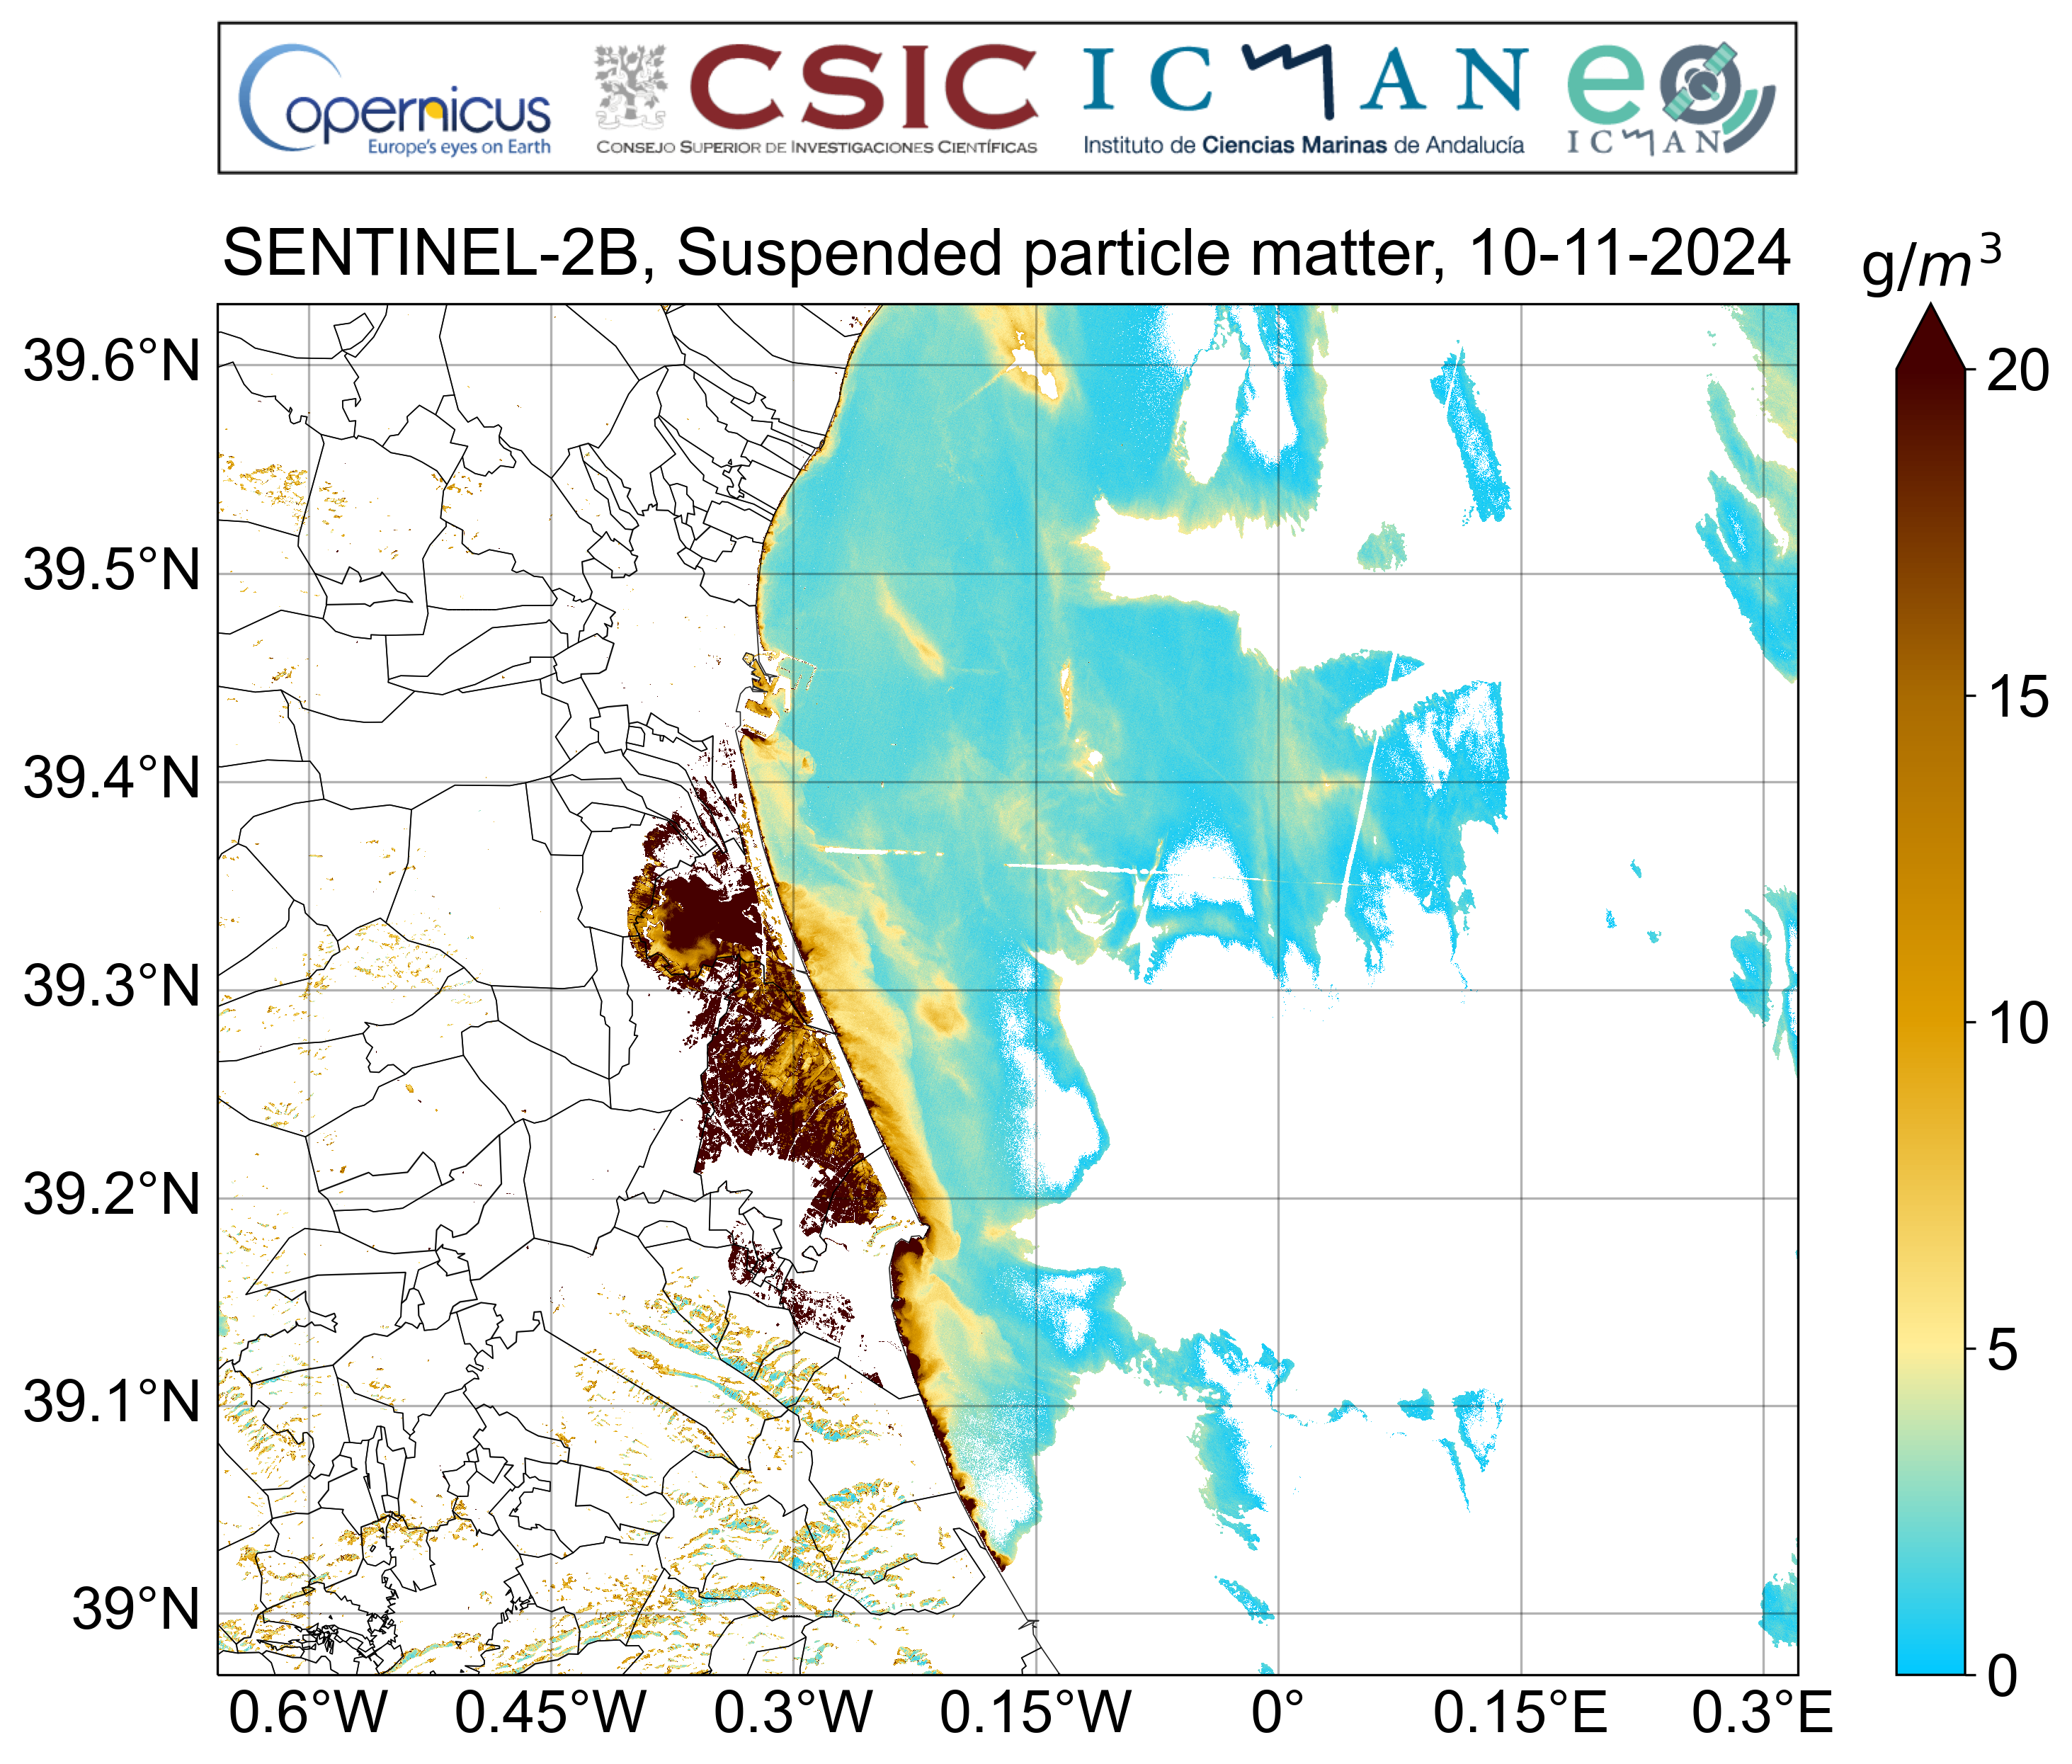 Copernicus
Europe's eyes on Earth
CSIC
CONSEJO SUPERIOR DE INVESTIGACIONES CIENTÍFICAS
ICMAN
Instituto de Ciencias Marinas de Andalucía
eo
ICMAN
SENTINEL-2B, Suspended particle matter, 10-11-2024
g/m³
39.6°N
39.5°N
39.4°N
39.3°N
39.2°N
39.1°N
39°N
0.6°W
0.45°W
0.3°W
0.15°W
0°
0.15°E
0.3°E
20
15
10
5
0